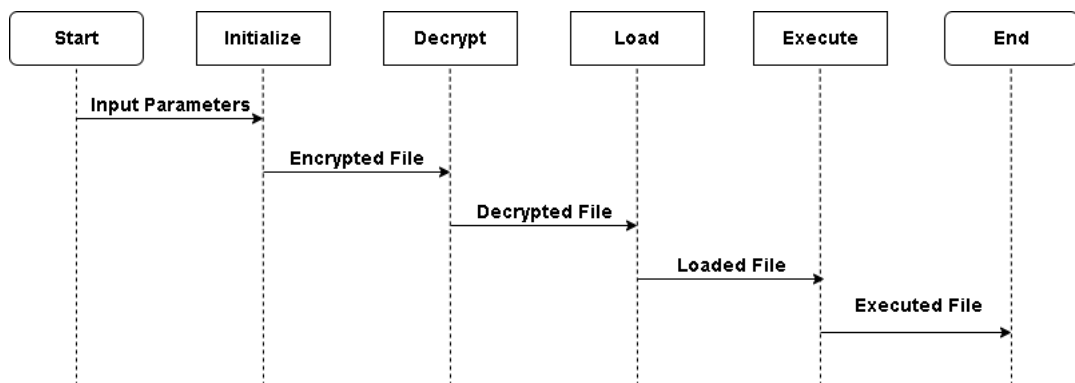 Start
Initialize
Decrypt
Load
Execute
End
Input Parameters
Encrypted File
Decrypted File
Loaded File
Executed File